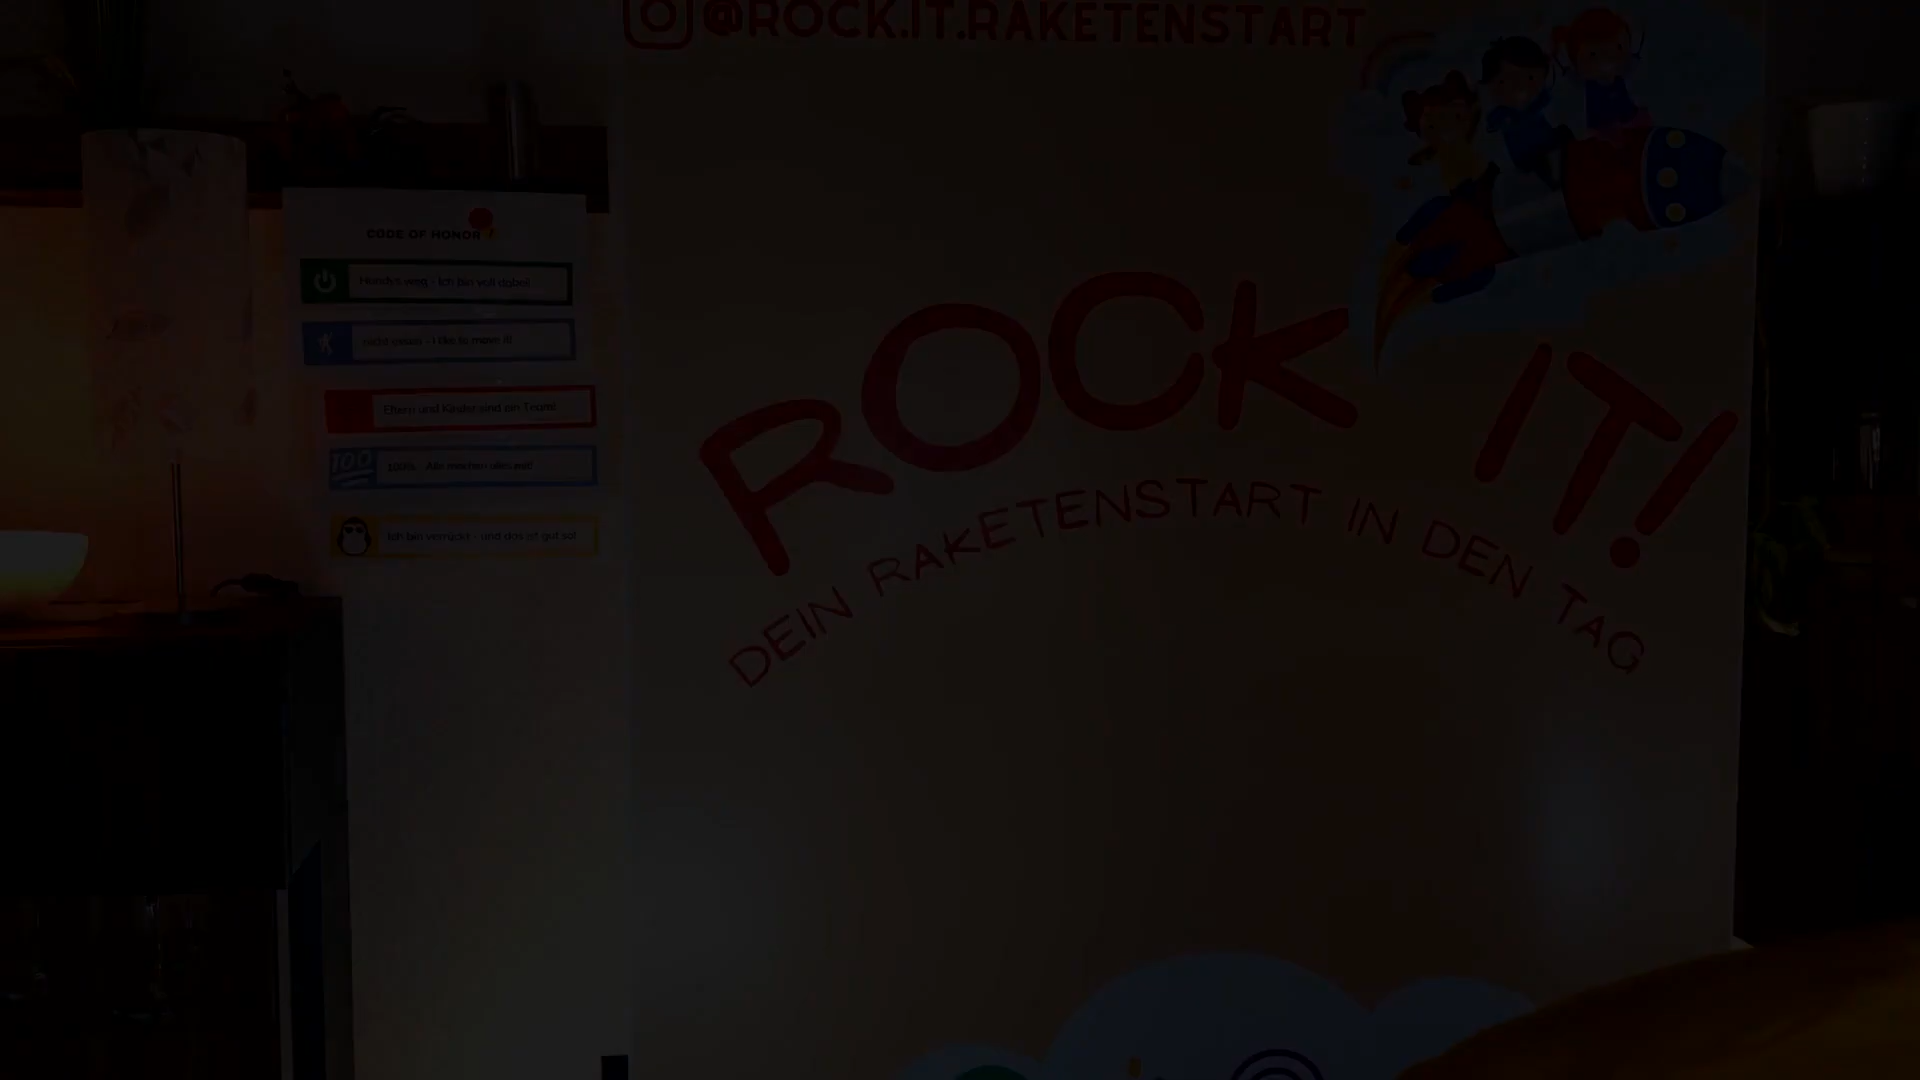 @ROCK.IT.RAKETENSTART
CODE OF HONOR
Handys weg - Ich bin voll dabei!
- I like to move it!
Eltern und Kinder sind ein Team!
100
100% - Alle machen alles mit!
Ich bin verrückt - und das ist gut so!
ROCK IT!
DEIN RAKETENSTART IN DEN TAG